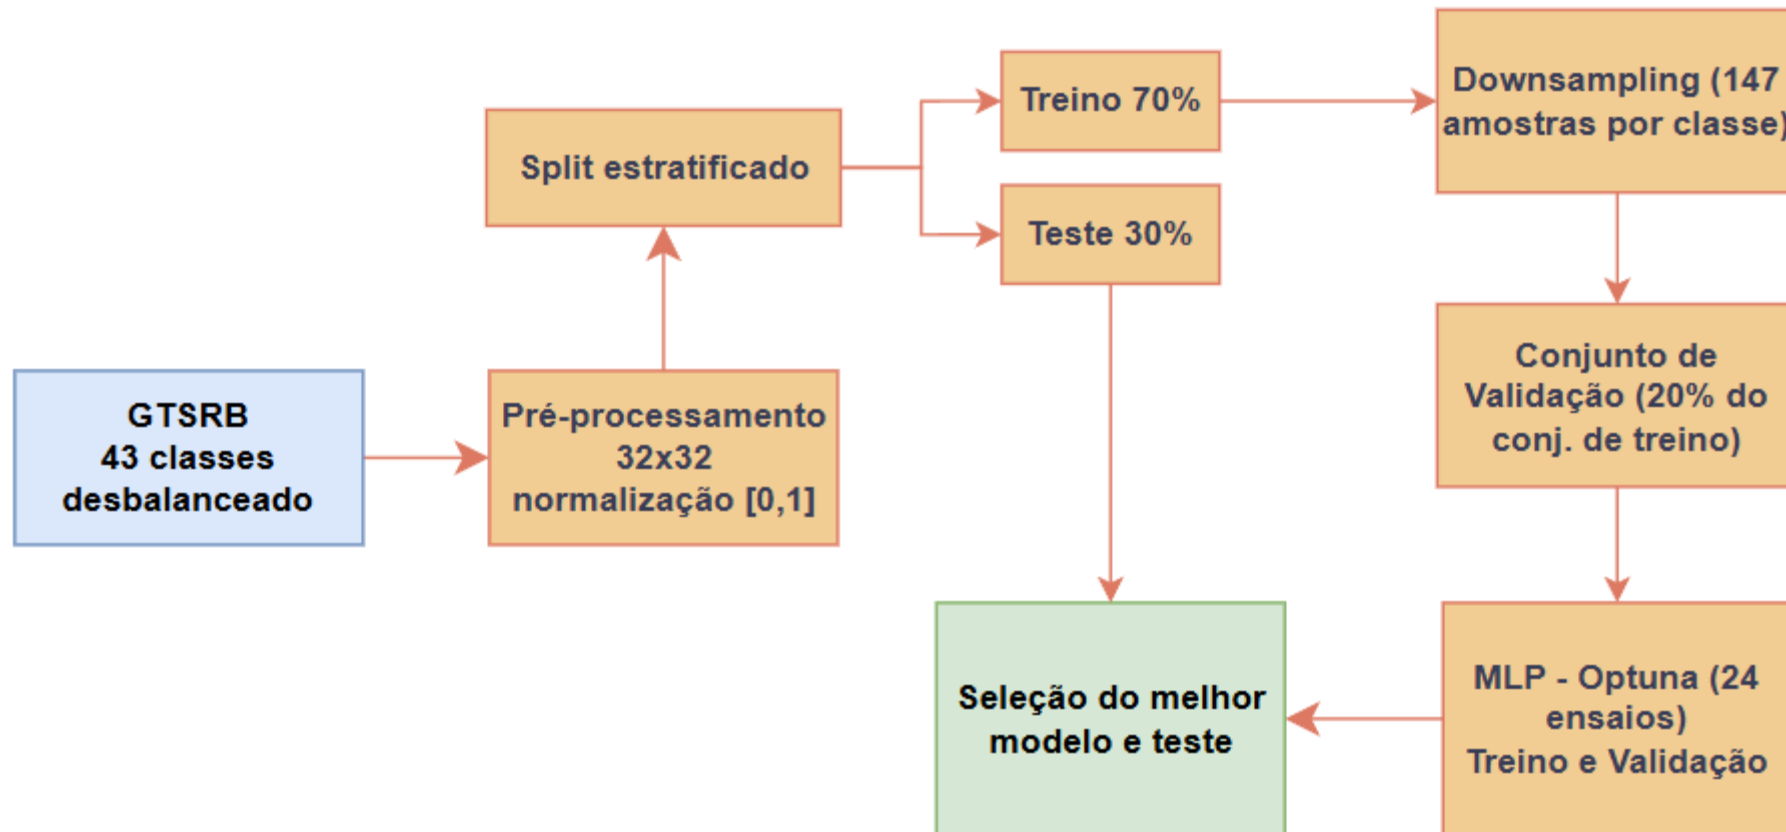 GTSRB
43 classes
desbalanceado
Pré-processamento
32x32
normalização [0,1]
Split estratificado
Treino 70%
Teste 30%
Downsampling (147
amostras por classe)
Conjunto de
Validação (20% do
conj. de treino)
MLP - Optuna (24
ensaios)
Treino e Validação
Seleção do melhor
modelo e teste